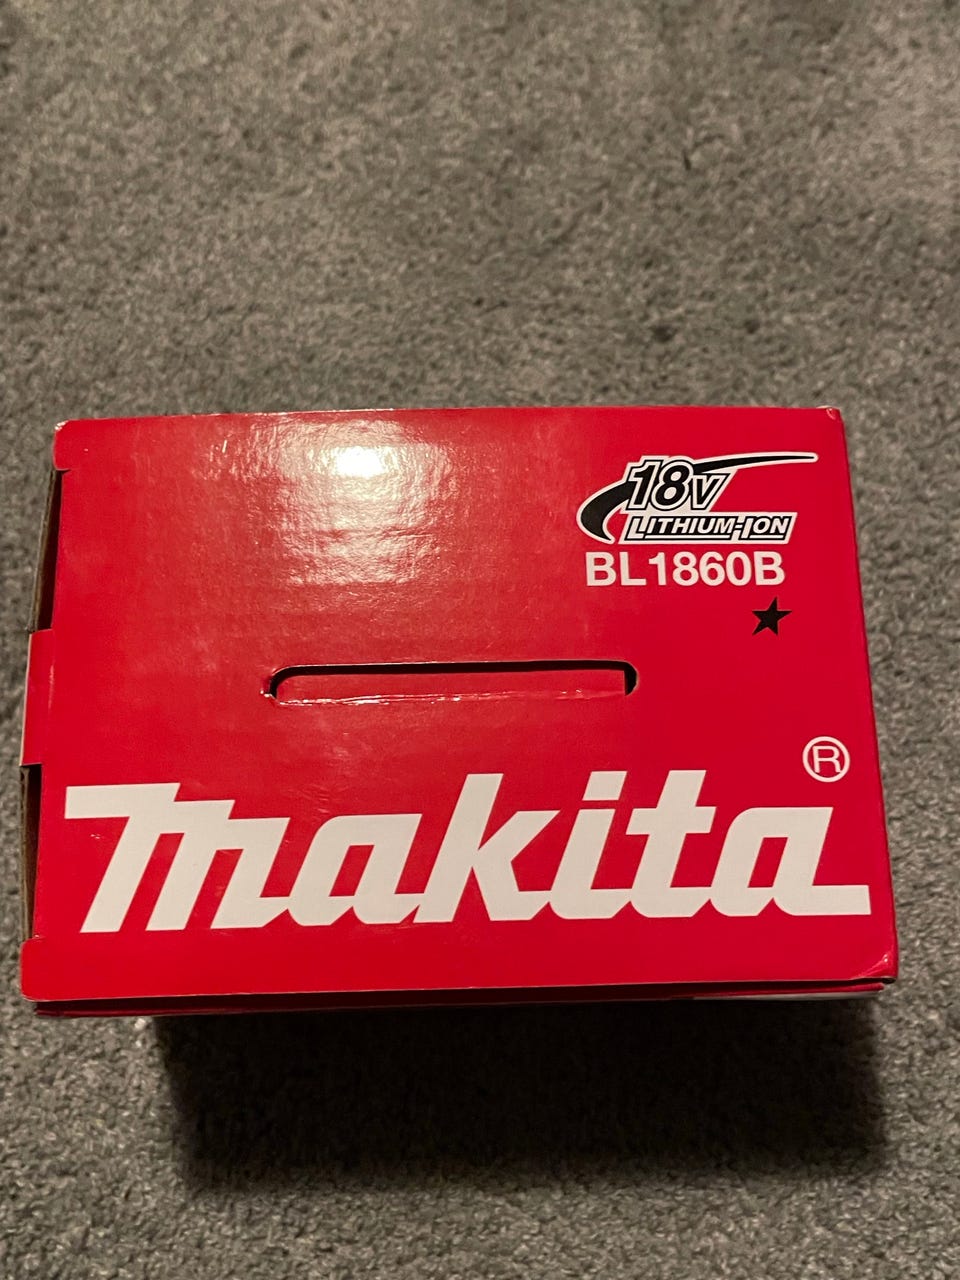 18V
LITHIUM-ION
BL1860B
★
makita®